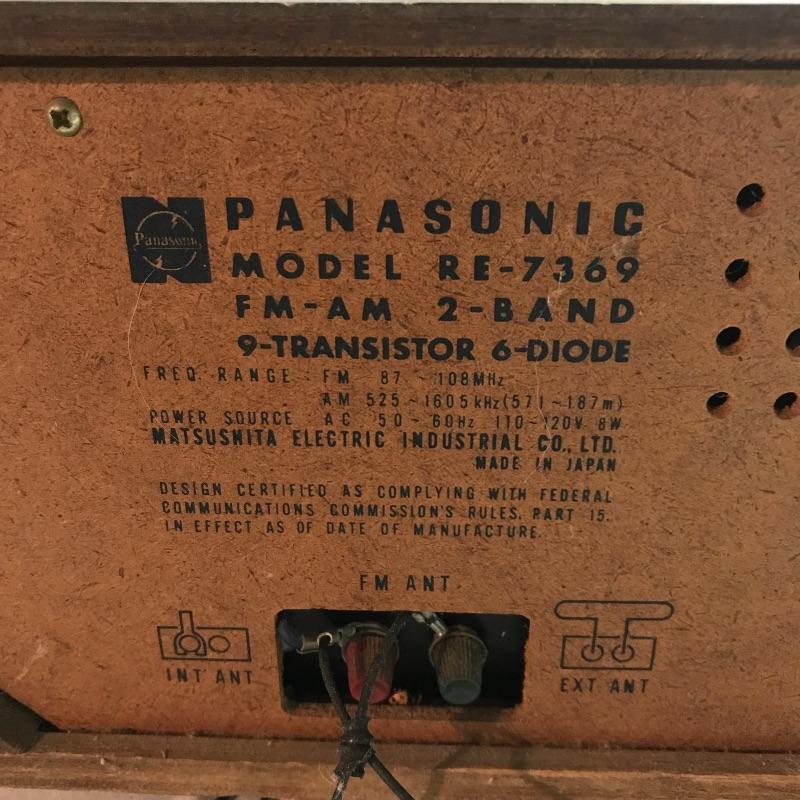 Panasonic
PANASONIC
MODEL RE-7369
FM-AM 2-BAND
9-TRANSISTOR 6-DIODE
FREQ. RANGE : FM 87 ~ 108MHz
AM 525~1605kHz(571~187m)
POWER SOURCE AC 50~60Hz 110~120V 8W
MATSUSHITA ELECTRIC INDUSTRIAL CO., LTD.
MADE IN JAPAN
DESIGN CERTIFIED AS COMPLYING WITH FEDERAL
COMMUNICATIONS COMMISSION'S RULES, PART 15,
IN EFFECT AS OF DATE OF MANUFACTURE.
FM ANT
INT ANT
EXT ANT